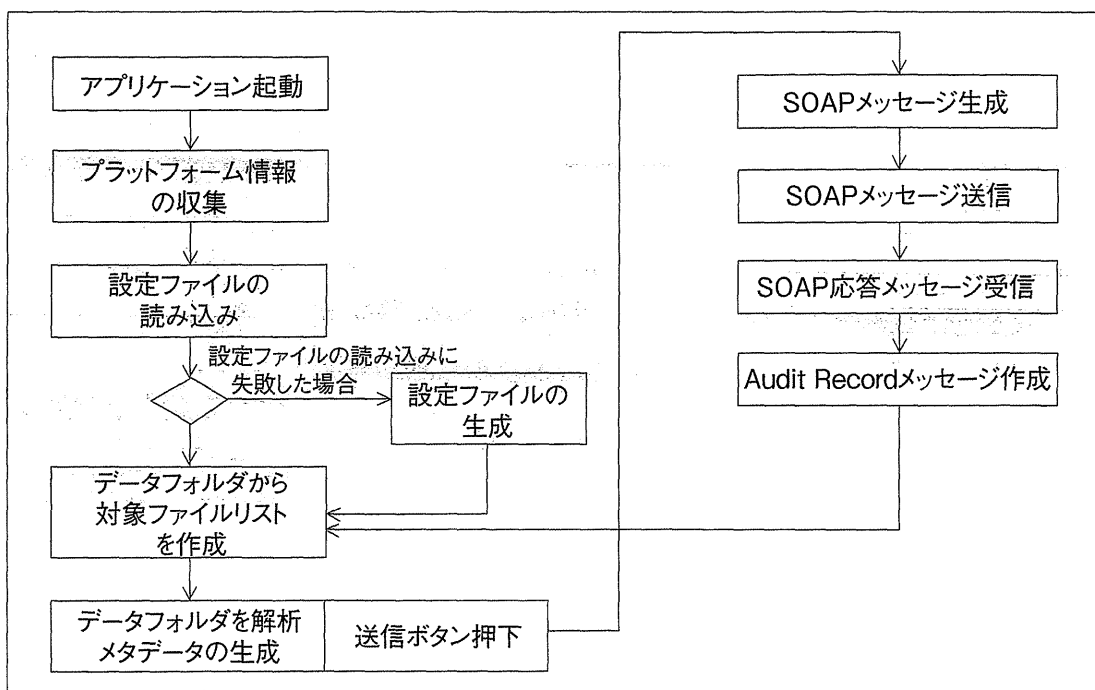 アプリケーション起動
プラットフォーム情報
の収集
設定ファイルの
読み込み
設定ファイルの読み込みに
失敗した場合
設定ファイルの
生成
データフォルダから
対象ファイルリスト
を作成
データフォルダを解析
メタデータの生成
送信ボタン押下
SOAPメッセージ生成
SOAPメッセージ送信
SOAP応答メッセージ受信
Audit Recordメッセージ作成